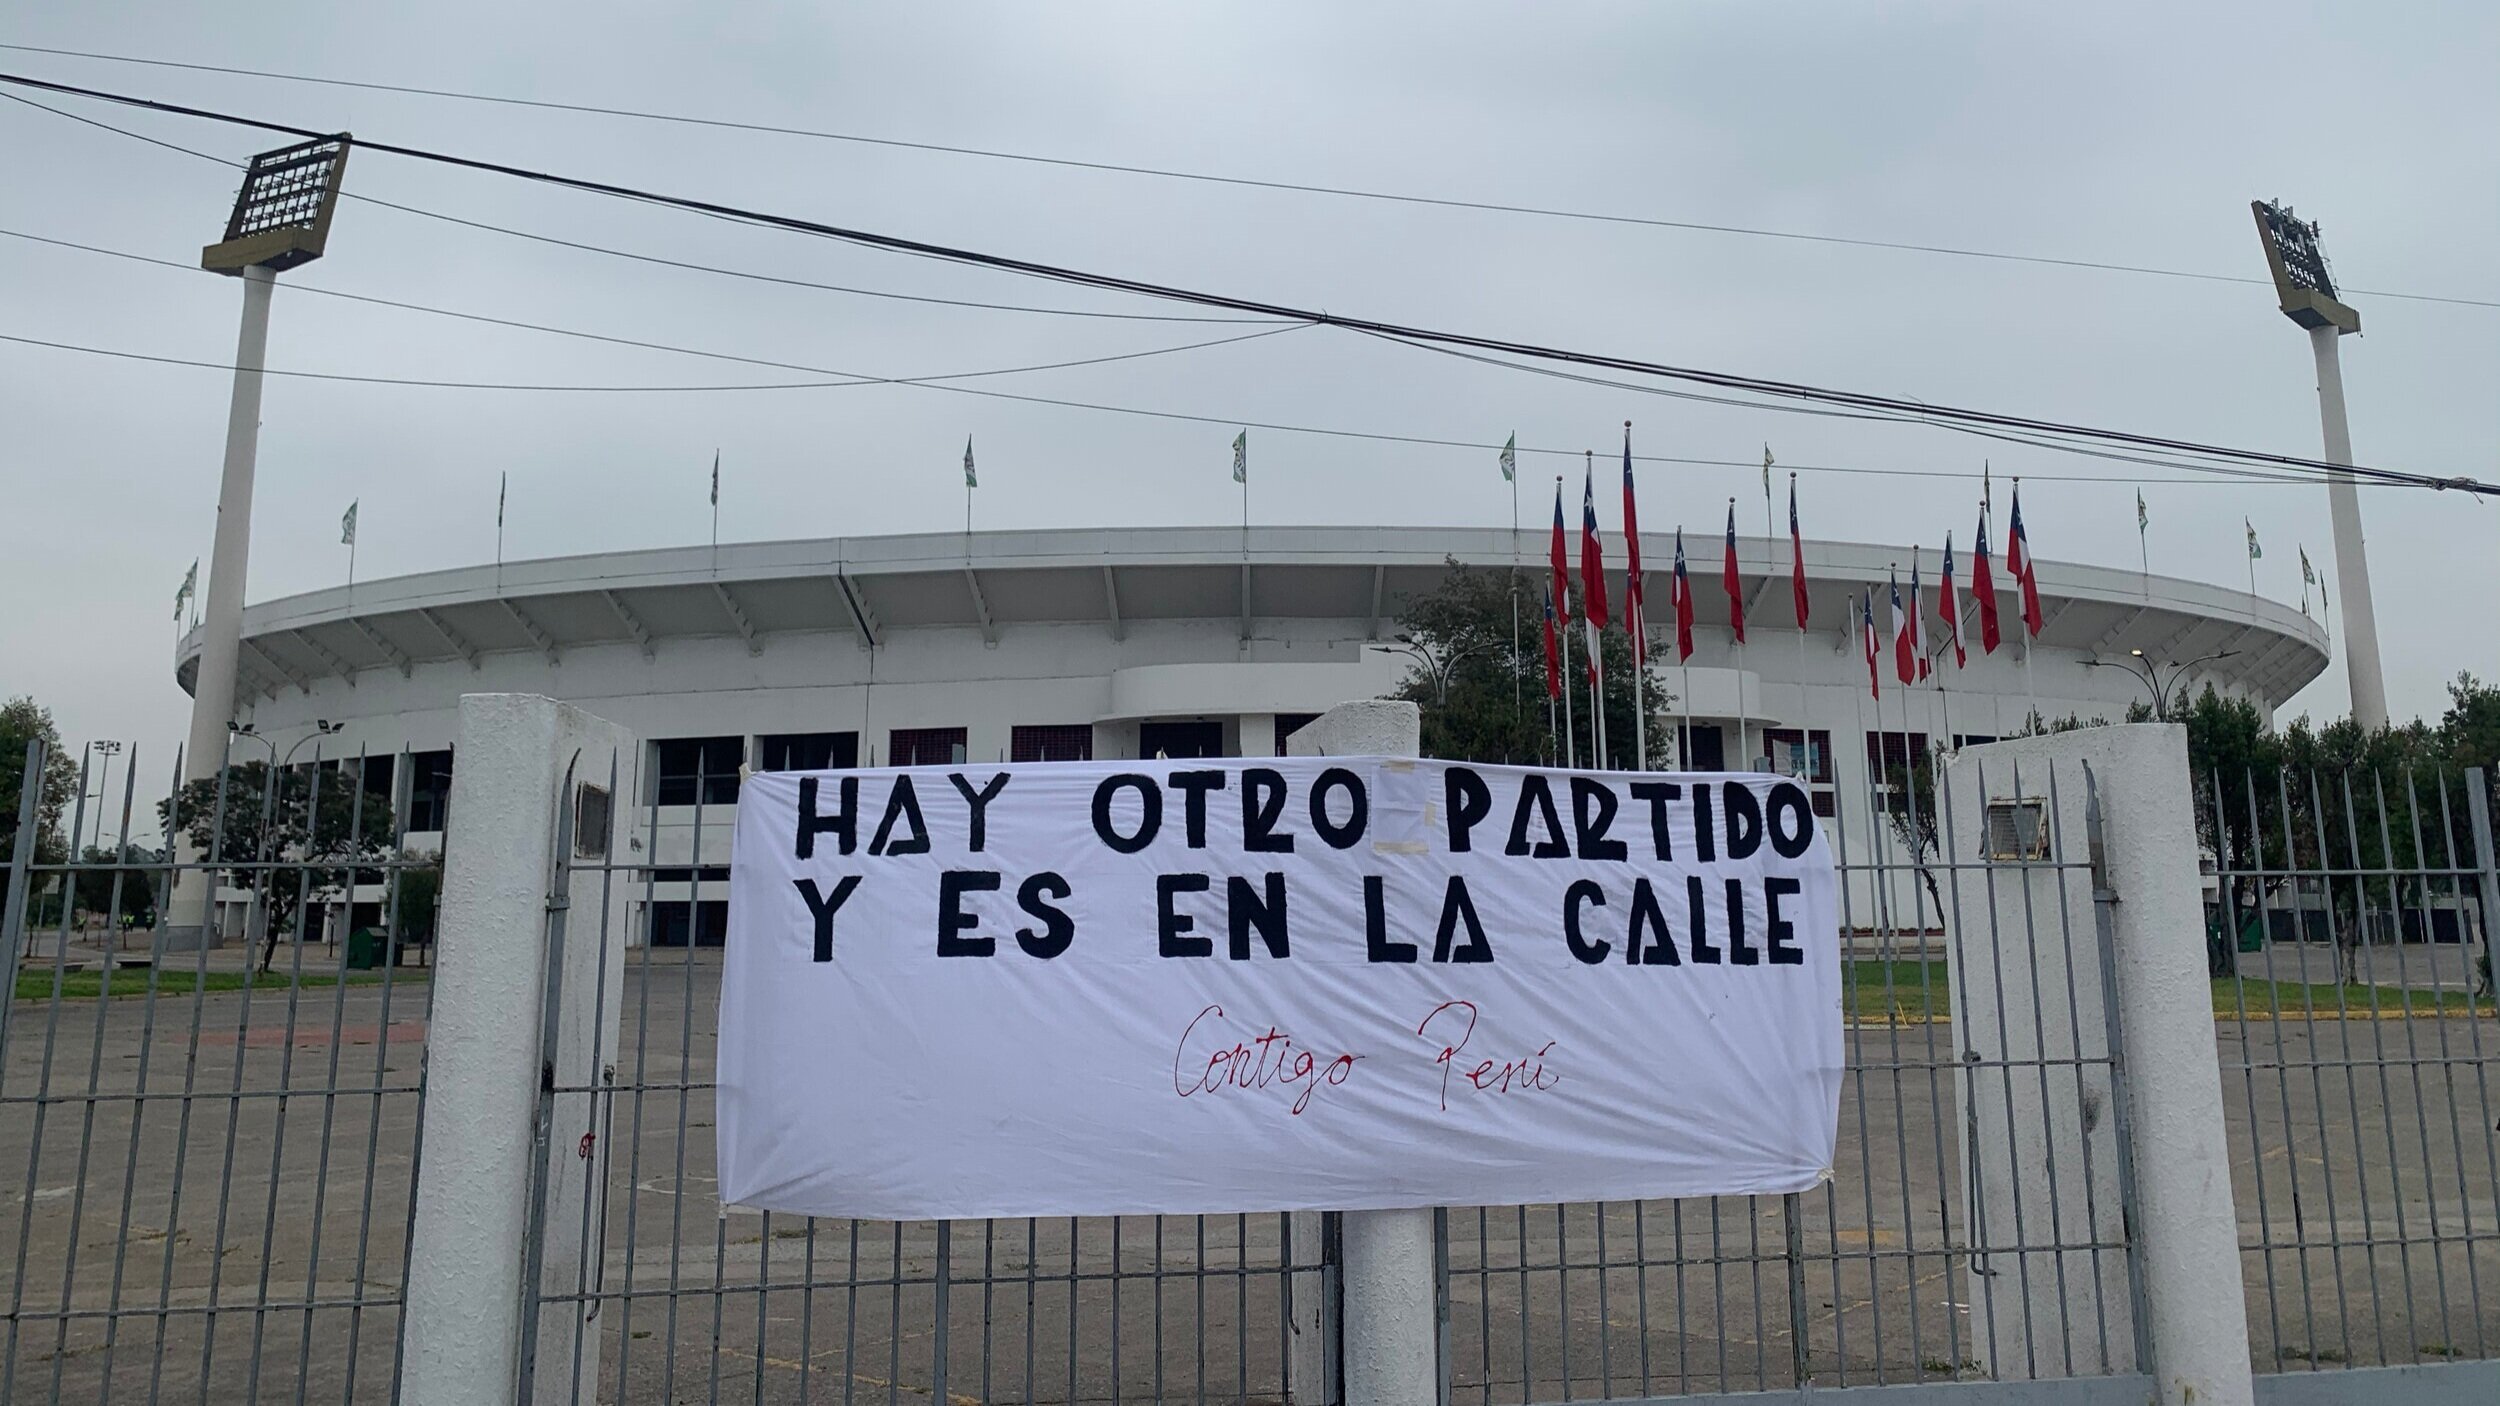 HAY OTRO PARTIDO
Y ES EN LA CALLE
Contigo Perú